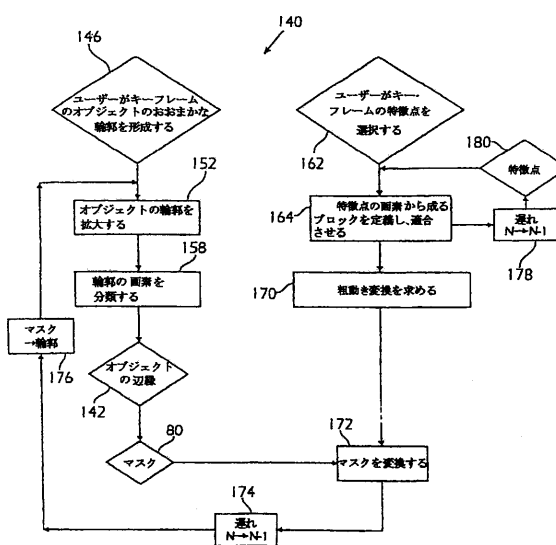 140
146
ユーザーがキーフレーム
のオブジェクトのおおまかな
輪郭を形成する
152
オブジェクトの輪郭を
拡大する
158
輪郭の画素を
分類する
マスク
→輪郭
176
オブジェクト
の辺縁
142
80
マスク
174
遅れ
N→N-1
ユーザーがキー・
フレームの特徴点を
選択する
162
180
特徴点
164
特徴点の画素から成る
ブロックを定義し、適合
させる
遅れ
N→N-1
178
170
粗動き変換を求める
172
マスクを変換する